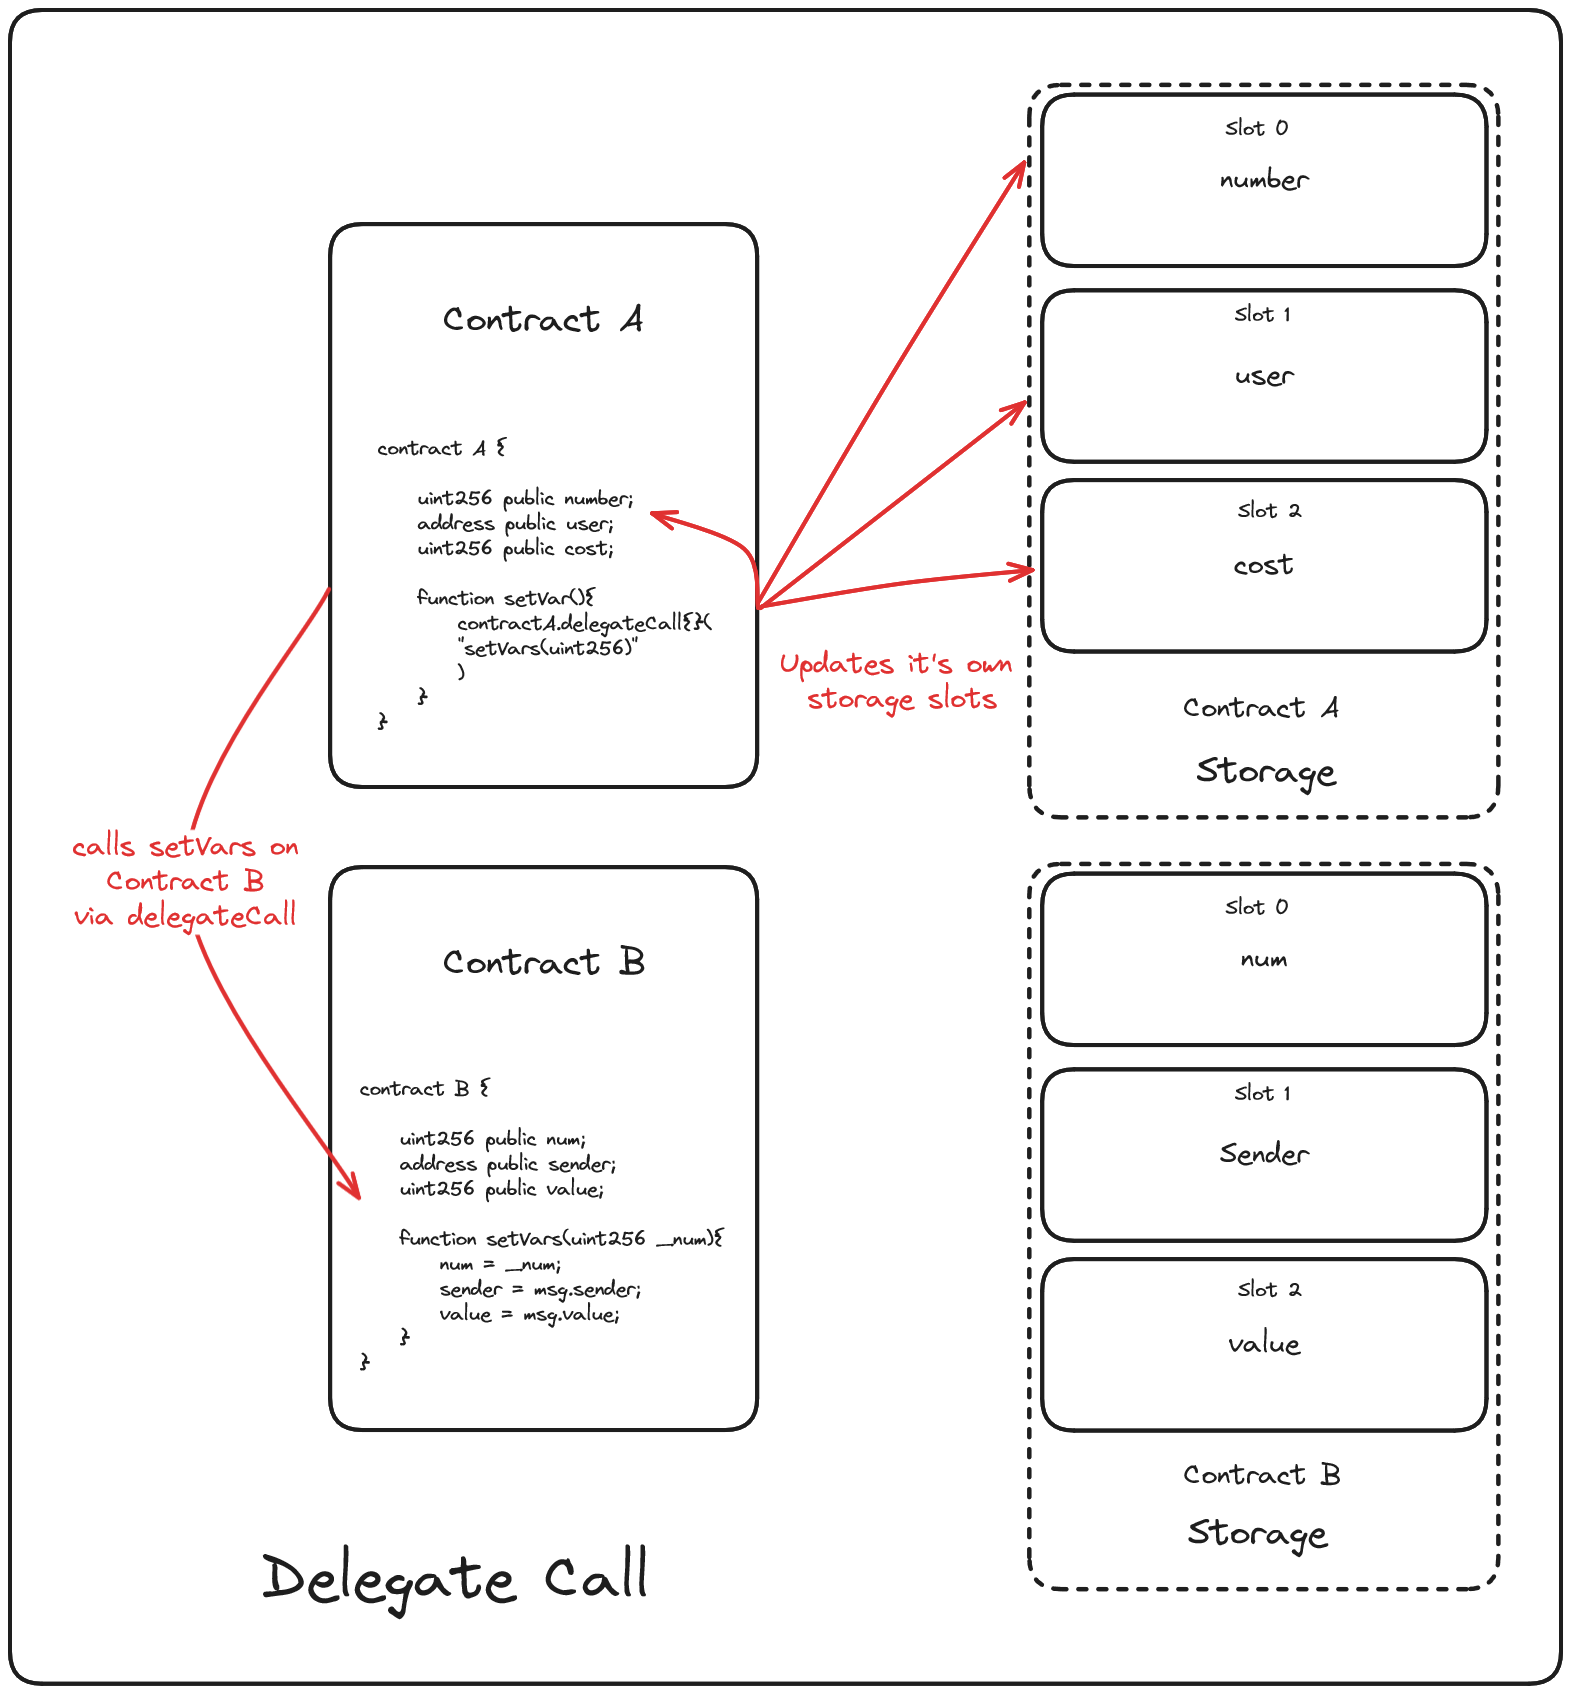 Contract A
contract A {
uint256 public number;
address public user;
uint256 public cost;
function setVar(){
contractA.delegateCall{}(
"setVars(uint256)"
)
}
}
calls setVars on
Contract B
via delegateCall
Updates it's own
storage slots
Slot 0
number
Slot 1
user
Slot 2
cost
Contract A
Storage
Contract B
contract B {
uint256 public num;
address public sender;
uint256 public value;
function setVars(uint256 _num){
num = _num;
sender = msg.sender;
value = msg.value;
}
}
Slot 0
num
Slot 1
Sender
Slot 2
value
Contract B
Storage
Delegate Call